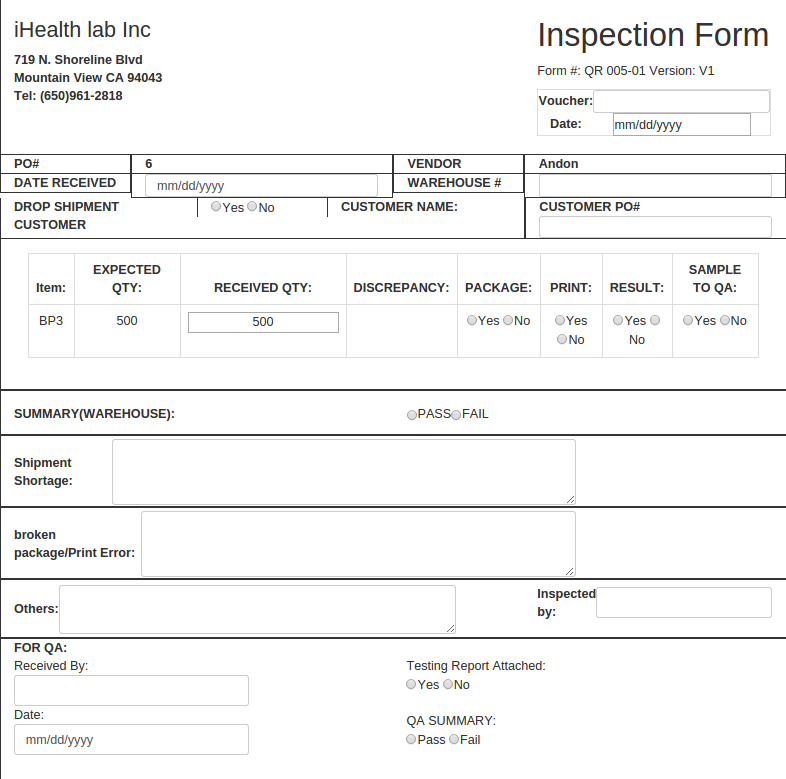 iHealth lab Inc
719 N. Shoreline Blvd
Mountain View CA 94043
Tel: (650)961-2818
Inspection Form
Form #: QR 005-01 Version: V1
Voucher:
Date: mm/dd/yyyy
PO# 6 VENDOR Andon
DATE RECEIVED mm/dd/yyyy WAREHOUSE #
DROP SHIPMENT CUSTOMER Yes No CUSTOMER NAME: CUSTOMER PO#
Item: EXPECTED QTY: RECEIVED QTY: DISCREPANCY: PACKAGE: PRINT: RESULT: SAMPLE TO QA:
BP3 500 500 Yes No Yes No Yes No Yes No
SUMMARY(WAREHOUSE): PASS FAIL
Shipment
Shortage:
broken
package/Print Error:
Others:
Inspected
by:
FOR QA:
Received By:
Date:
mm/dd/yyyy
Testing Report Attached:
Yes No
QA SUMMARY:
Pass Fail